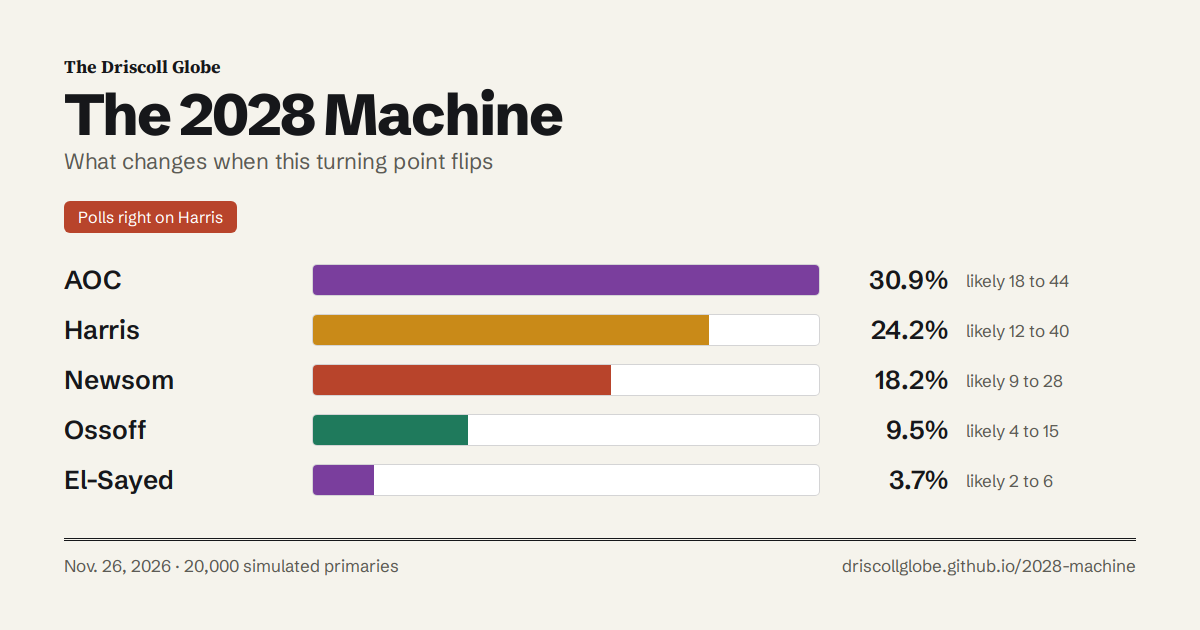 The Driscoll Globe
The 2028 Machine
What changes when this turning point flips
Polls right on Harris
AOC 30.9% likely 18 to 44
Harris 24.2% likely 12 to 40
Newsom 18.2% likely 9 to 28
Ossoff 9.5% likely 4 to 15
El-Sayed 3.7% likely 2 to 6
Nov. 26, 2026 · 20,000 simulated primaries driscollglobe.github.io/2028-machine